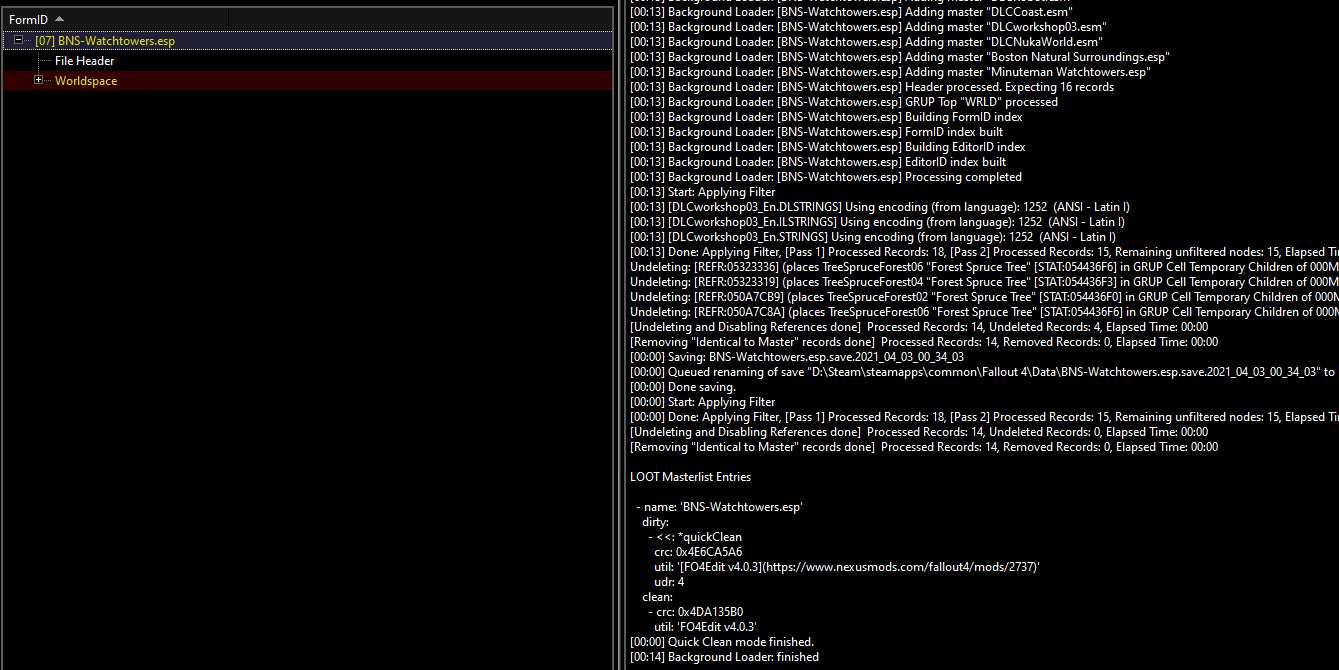 FormID
[07] BNS-Watchtowers.esp
File Header
Worldspace
[00:13] Background Loader: [BNS-Watchtowers.esp] Adding master "DLCCoast.esm"
[00:13] Background Loader: [BNS-Watchtowers.esp] Adding master "DLCworkshop03.esm"
[00:13] Background Loader: [BNS-Watchtowers.esp] Adding master "DLCNukaWorld.esm"
[00:13] Background Loader: [BNS-Watchtowers.esp] Adding master "Boston Natural Surroundings.esp"
[00:13] Background Loader: [BNS-Watchtowers.esp] Adding master "Minuteman Watchtowers.esp"
[00:13] Background Loader: [BNS-Watchtowers.esp] Header processed. Expecting 16 records
[00:13] Background Loader: [BNS-Watchtowers.esp] GRUP Top "WRLD" processed
[00:13] Background Loader: [BNS-Watchtowers.esp] Building FormID index
[00:13] Background Loader: [BNS-Watchtowers.esp] FormID index built
[00:13] Background Loader: [BNS-Watchtowers.esp] Building EditorID index
[00:13] Background Loader: [BNS-Watchtowers.esp] EditorID index built
[00:13] Background Loader: [BNS-Watchtowers.esp] Processing completed
[00:13] Start: Applying Filter
[00:13] [DLCworkshop03_En.DLSTRINGS] Using encoding (from language): 1252 (ANSI - Latin I)
[00:13] [DLCworkshop03_En.ILSTRINGS] Using encoding (from language): 1252 (ANSI - Latin I)
[00:13] [DLCworkshop03_En.STRINGS] Using encoding (from language): 1252 (ANSI - Latin I)
[00:13] Done: Applying Filter, [Pass 1] Processed Records: 18, [Pass 2] Processed Records: 15, Remaining unfiltered nodes: 15, Elapsed
Undeleting: [REFR:05323336] (places TreeSpruceForest06 "Forest Spruce Tree" [STAT:054436F6] in GRUP Cell Temporary Children of
Undeleting: [REFR:05323319] (places TreeSpruceForest04 "Forest Spruce Tree" [STAT:054436F3] in GRUP Cell Temporary Children of
Undeleting: [REFR:050A7CB9] (places TreeSpruceForest02 "Forest Spruce Tree" [STAT:054436F0] in GRUP Cell Temporary Children of
Undeleting: [REFR:050A7C8A] (places TreeSpruceForest06 "Forest Spruce Tree" [STAT:054436F6] in GRUP Cell Temporary Children of
[Undeleting and Disabling References done] Processed Records: 14, Undeleted Records: 4, Elapsed Time: 00:00
[Removing "Identical to Master" records done] Processed Records: 14, Removed Records: 0, Elapsed Time: 00:00
[00:00] Saving: BNS-Watchtowers.esp.save.2021_04_03_00_34_03
[00:00] Queued renaming of save "D:\Steam\steamapps\common\Fallout 4\Data\BNS-Watchtowers.esp.save.2021_04_03_00_34_03" to
[00:00] Done saving.
[00:00] Start: Applying Filter
[00:00] Done: Applying Filter, [Pass 1] Processed Records: 18, [Pass 2] Processed Records: 15, Remaining unfiltered nodes: 15, Elapsed
[Undeleting and Disabling References done] Processed Records: 14, Undeleted Records: 0, Elapsed Time: 00:00
[Removing "Identical to Master" records done] Processed Records: 14, Removed Records: 0, Elapsed Time: 00:00
LOOT Masterlist Entries
- name: 'BNS-Watchtowers.esp'
dirty:
- <<: *quickClean
crc: 0x4E6CA5A6
util: '[FO4Edit v4.0.3](https://www.nexusmods.com/fallout4/mods/2737)'
udr: 4
clean:
- crc: 0x4DA135B0
util: 'FO4Edit v4.0.3'
[00:00] Quick Clean mode finished.
[00:14] Background Loader: finished